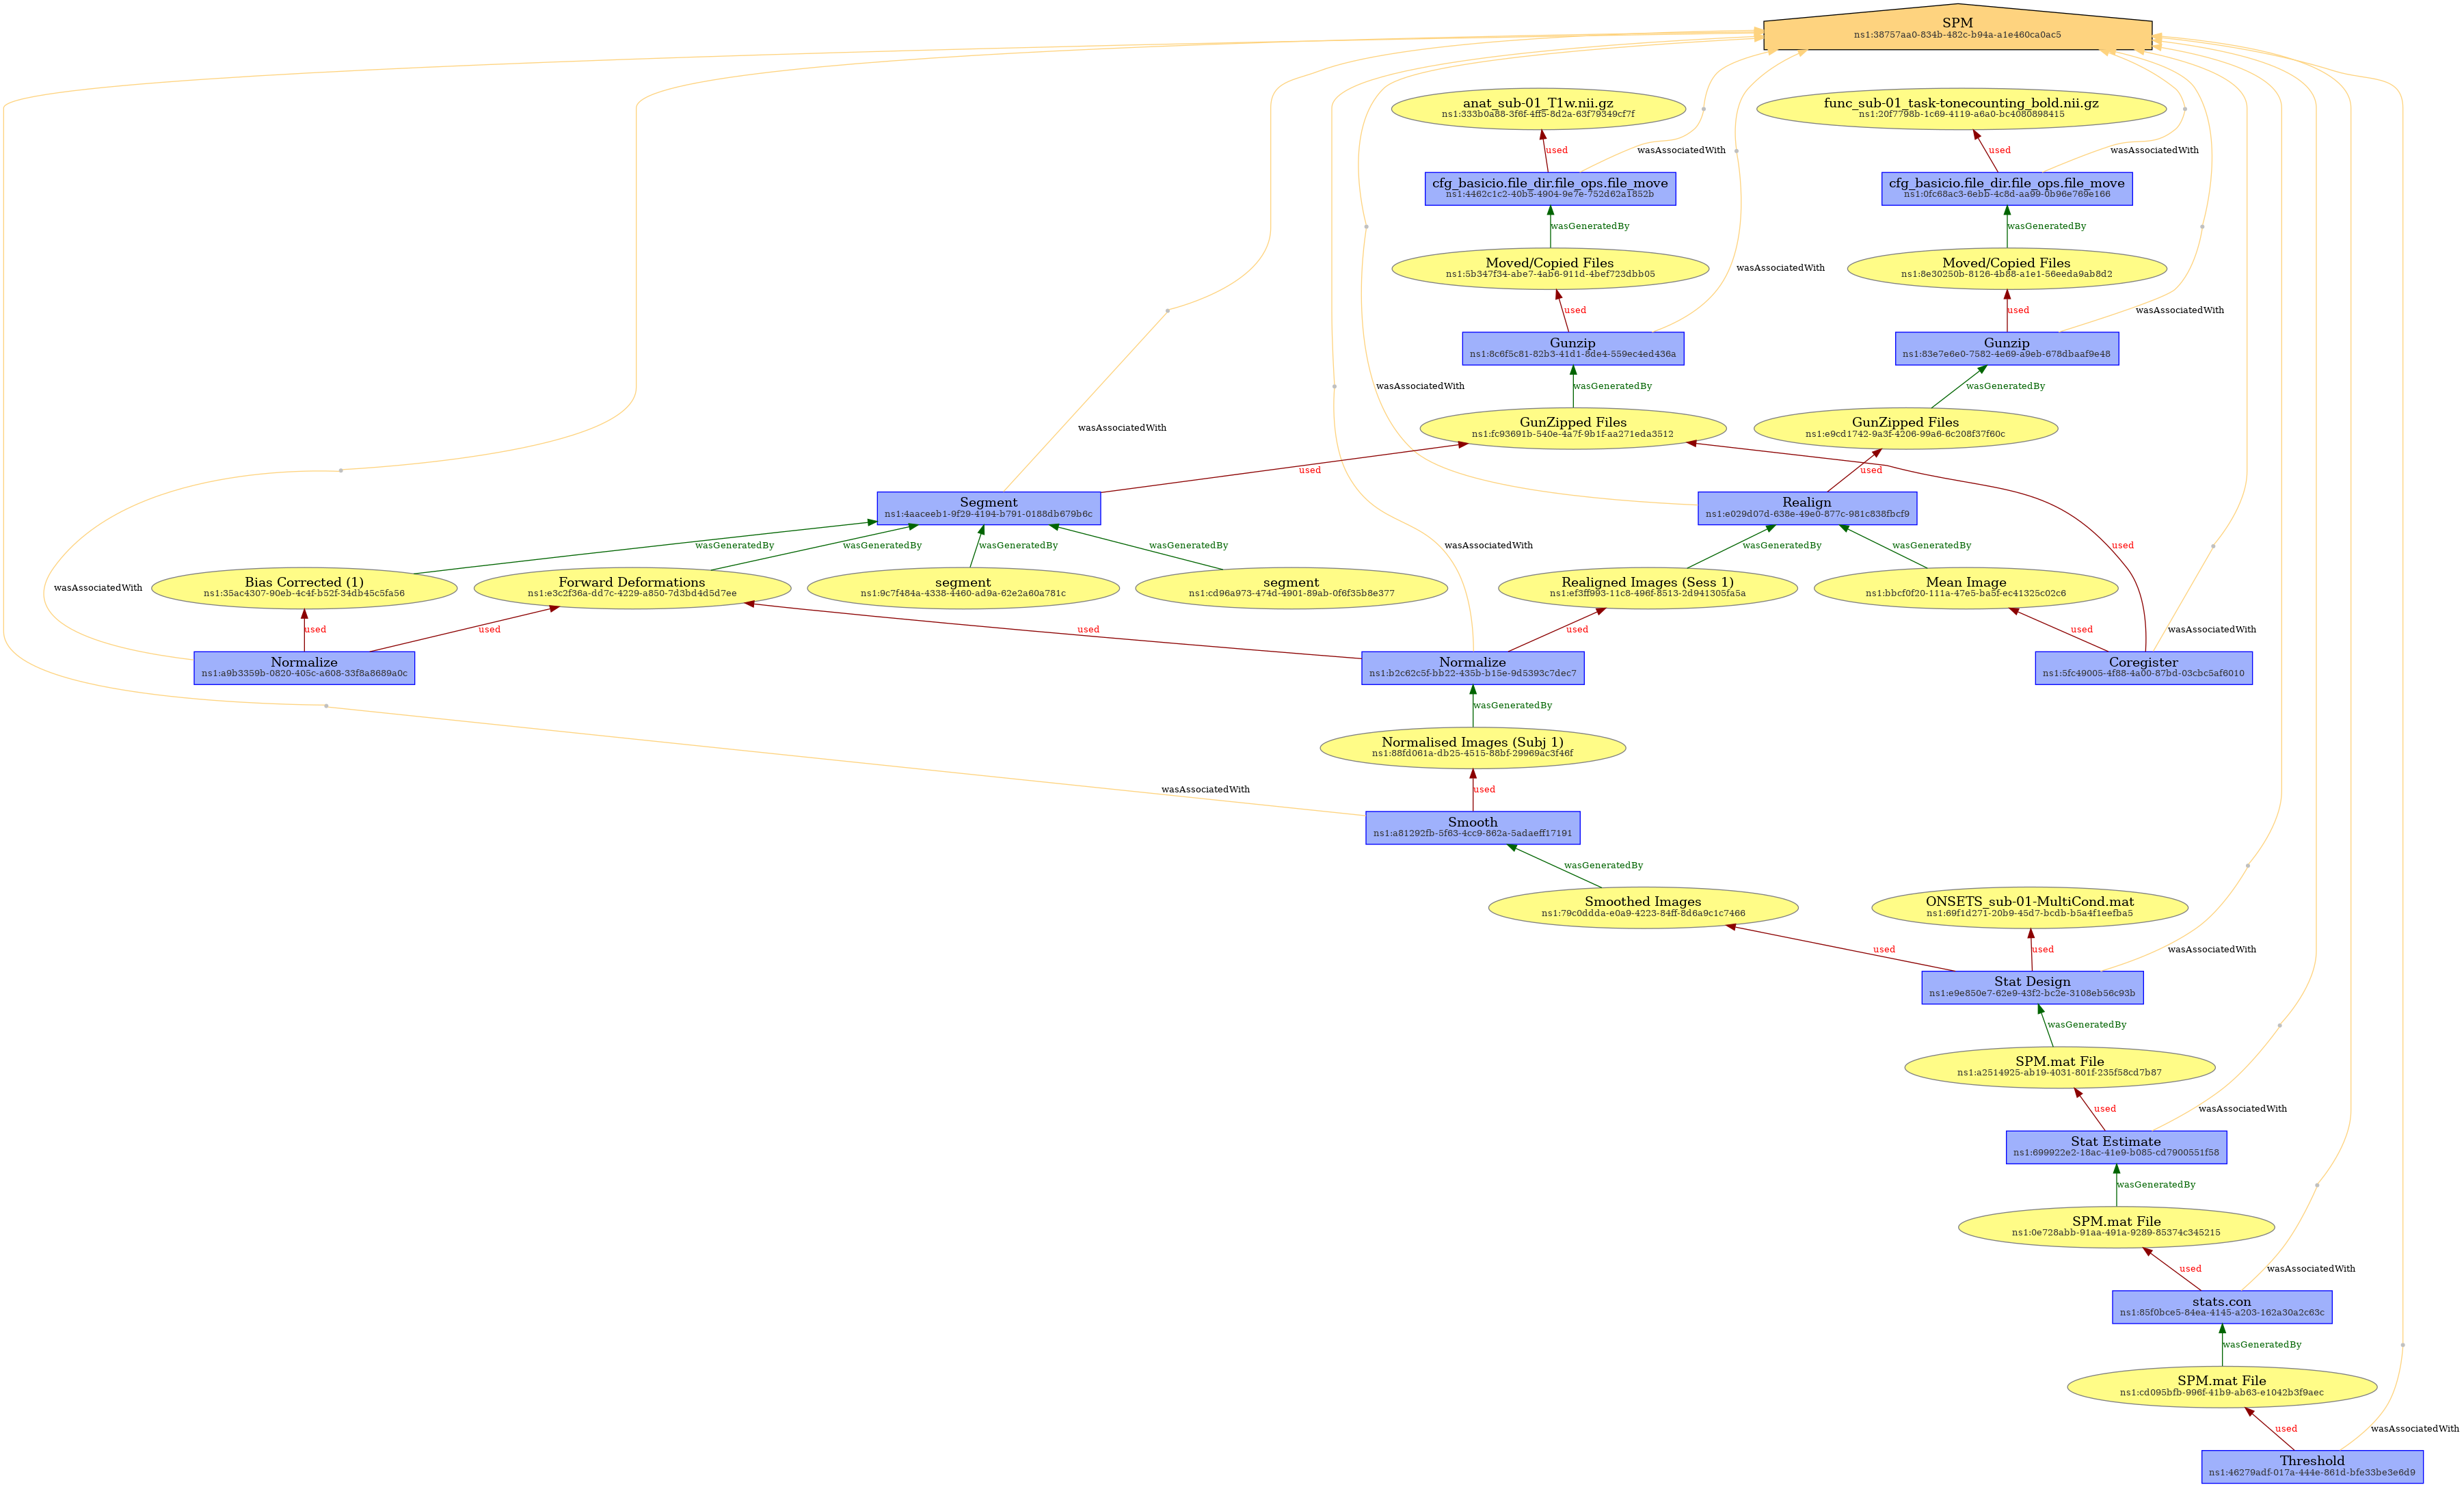 SPM
ns1:38757aa0-834b-482c-b94a-a1e460ca0ac5
anat_sub-01_T1w.nii.gz
ns1:333b0a88-3f6f-4ff5-8d2a-63f79349cf7f
func_sub-01_task-tonecounting_bold.nii.gz
ns1:20f7798b-1c69-4119-a6a0-bc4080898415
used
wasAssociatedWith
used
wasAssociatedWith
cfg_basicio.file_dir.file_ops.file_move
ns1:4462c1c2-40b5-4904-9e7e-752d62a1852b
cfg_basicio.file_dir.file_ops.file_move
ns1:0fc68ac3-6ebb-4c8d-aa99-0b96e769e166
wasGeneratedBy
wasGeneratedBy
Moved/Copied Files
ns1:5b347f34-abe7-4ab6-911d-4bef723dbb05
wasAssociatedWith
Moved/Copied Files
ns1:8e30250b-8126-4b88-a1e1-56eeda9ab8d2
used
used
wasAssociatedWith
Gunzip
ns1:8c6f5c81-82b3-41d1-8de4-559ec4ed436a
Gunzip
ns1:83e7e6e0-7582-4e69-a9eb-678dbaaf9e48
wasAssociatedWith
wasGeneratedBy
wasGeneratedBy
wasAssociatedWith
GunZipped Files
ns1:fc93691b-540e-4a7f-9b1f-aa271eda3512
GunZipped Files
ns1:e9cd1742-9a3f-4206-99a6-6c208f37f60c
used
used
Segment
ns1:4aaceeb1-9f29-4194-b791-0188db679b6c
Realign
ns1:e029d07d-638e-49e0-877c-981c838fbcf9
wasGeneratedBy
wasGeneratedBy
wasGeneratedBy
wasGeneratedBy
wasAssociatedWith
wasGeneratedBy
wasGeneratedBy
used
wasAssociatedWith
Bias Corrected (1)
ns1:35ac4307-90eb-4c4f-b52f-34db45c5fa56
Forward Deformations
ns1:e3c2f36a-dd7c-4229-a850-7d3bd4d5d7ee
segment
ns1:9c7f484a-4338-4460-ad9a-62e2a60a781c
segment
ns1:cd96a973-474d-4901-89ab-0f6f35b8e377
Realigned Images (Sess 1)
ns1:ef3ff993-11c8-496f-8513-2d941305fa5a
Mean Image
ns1:bbcf0f20-111a-47e5-ba5f-ec41325c02c6
used
used
used
used
used
wasAssociatedWith
Normalize
ns1:a9b3359b-0820-405c-a608-33f8a8689a0c
Normalize
ns1:b2c62c5f-bb22-435b-b15e-9d5393c7dec7
Coregister
ns1:5fc49005-4f88-4a00-87bd-03cbc5af6010
wasGeneratedBy
Normalised Images (Subj 1)
ns1:88fd061a-db25-4515-88bf-29969ac3f46f
wasAssociatedWith
used
Smooth
ns1:a81292fb-5f63-4cc9-862a-5adaeff17191
wasGeneratedBy
Smoothed Images
ns1:79c0ddda-e0a9-4223-84ff-8d6a9c1c7466
ONSETS_sub-01-MultiCond.mat
ns1:69f1d271-20b9-45d7-bcdb-b5a4f1eefba5
used
used
wasAssociatedWith
Stat Design
ns1:e9e850e7-62e9-43f2-bc2e-3108eb56c93b
wasGeneratedBy
SPM.mat File
ns1:a2514925-ab19-4031-801f-235f58cd7b87
used
wasAssociatedWith
Stat Estimate
ns1:699922e2-18ac-41e9-b085-cd7900551f58
wasGeneratedBy
SPM.mat File
ns1:0e728abb-91aa-491a-9289-85374c345215
used
wasAssociatedWith
stats.con
ns1:85f0bce5-84ea-4145-a203-162a30a2c63c
wasGeneratedBy
SPM.mat File
ns1:cd095bfb-996f-41b9-ab63-e1042b3f9aec
used
wasAssociatedWith
Threshold
ns1:46279adf-017a-444e-861d-bfe33be3e6d9